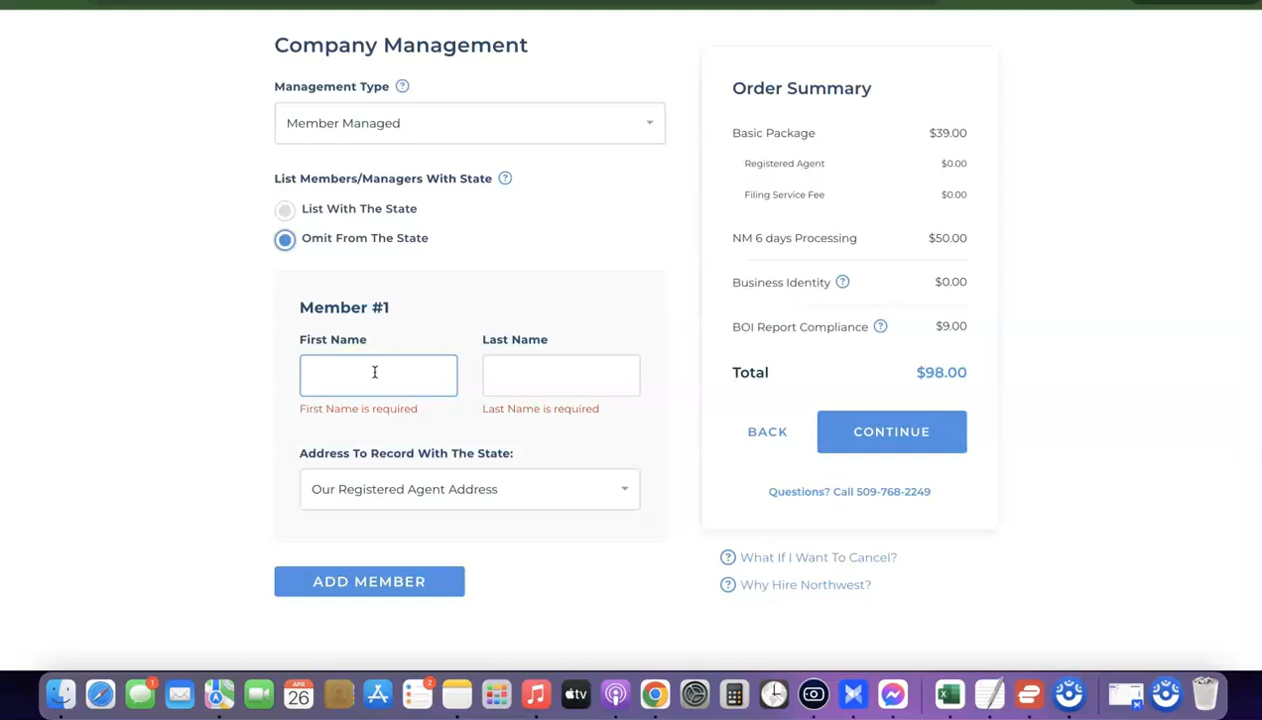 Company Management
Management Type ?
Member Managed
List Members/Managers With State ?
List With The State
Omit From The State
Member #1
First Name Last Name
First Name is required Last Name is required
Address To Record With The State:
Our Registered Agent Address
ADD MEMBER
Order Summary
Basic Package $39.00
Registered Agent $0.00
Filing Service Fee $0.00
NM 6 days Processing $50.00
Business Identity ? $0.00
BOI Report Compliance ? $9.00
Total $98.00
BACK CONTINUE
Questions? Call 509-768-2249
? What If I Want To Cancel?
? Why Hire Northwest?
1 APR 26 2 tv X